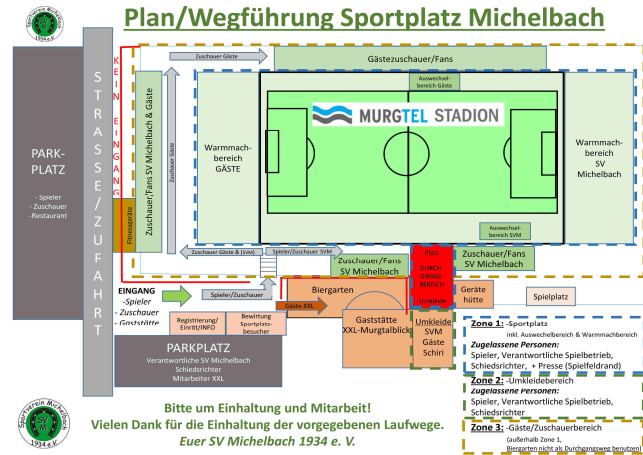 Plan/Wegführung Sportplatz Michelbach
Sportverein Michelbach
1934 e.V.
PARK-
PLATZ
- Spieler
- Zuschauer
-Restaurant
STRASSE/ZUFAHRT
KEIN EINGANG
Zuschauer/Fans SV Michelbach & Gäste
Fitnessgeräte
Zuschauer Gäste
Zuschauer Gäste
Gästezuschauer/Fans
Auswechsel-
bereich Gäste
MURGTEL STADION
Warmmach-
bereich
GÄSTE
Warmmach-
bereich
SV
Michelbach
Auswechsel-
bereich SVM
Zuschauer Gäste & (SVM)
Spieler/Zuschauer SVM
Zuschauer/Fans
SV Michelbach
Platz
DURCH-
GANGS-
BEREICH
Umkleide
Zuschauer/Fans
SV Michelbach
EINGANG
-Spieler
- Zuschauer
- Gaststätte
Spieler/Zuschauer
Gäste XXL
Biergarten
Geräte
hütte
Spielplatz
Registrierung/
Einritt/INFO
Bewirtung
Sportplatz-
besucher
Gaststätte
XXL-Murgtalblick
Umkleide
SVM
Gäste
Schiri
PARKPLATZ
Verantwortliche SV Michelbach
Schiedsrichter
Mitarbeiter XXL
Zone 1: -Sportplatz
inkl. Auswechelbereich & Warmmachbereich
Zugelassene Personen:
Spieler, Verantwortliche Spielbetrieb,
Schiedsrichter, + Presse (Spielfeldrand)
Zone 2: -Umkleidebereich
Zugelassene Personen:
Spieler, Verantwortliche Spielbetrieb,
Schiedsrichter
Zone 3: -Gäste/Zuschauerbereich
(außerhalb Zone 1,
Biergarten nicht als Durchgangsweg benutzen)
Sportverein Michelbach
1934 e.V.
Bitte um Einhaltung und Mitarbeit!
Vielen Dank für die Einhaltung der vorgegebenen Laufwege.
Euer SV Michelbach 1934 e. V.